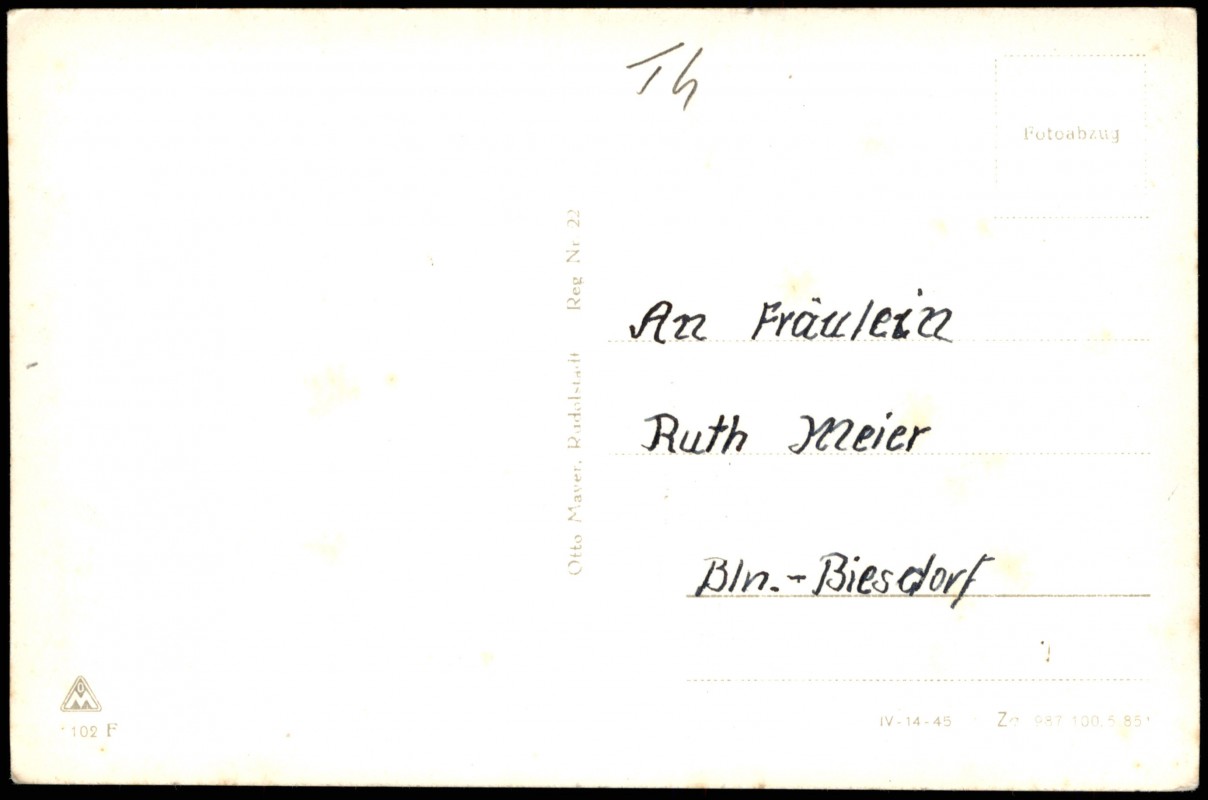 Th
Fotoabzug
Otto Mayer, Rudolstadt Reg Nr 22
An Fräulein
Ruth Meier
Bln.-Biesdorf
102 F
IV-14-45